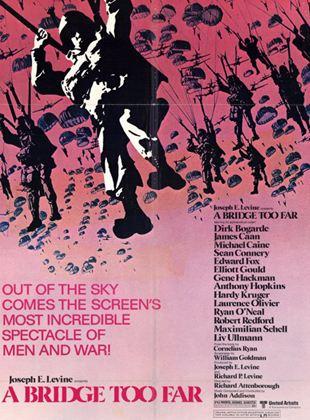 Joseph E. Levine presents
A BRIDGE TOO FAR
Dirk Bogarde
James Caan
Michael Caine
Sean Connery
Edward Fox
Elliott Gould
Gene Hackman
Anthony Hopkins
Hardy Kruger
Laurence Olivier
Ryan O'Neal
Robert Redford
Maximilian Schell
Liv Ullmann
Cornelius Ryan
William Goldman
Joseph E. Levine
Richard P. Levine
Richard Attenborough
John Addison
United Artists
OUT OF THE SKY
COMES THE SCREEN'S
MOST INCREDIBLE
SPECTACLE OF
MEN AND WAR!
Joseph E. Levine presents
A BRIDGE TOO FAR